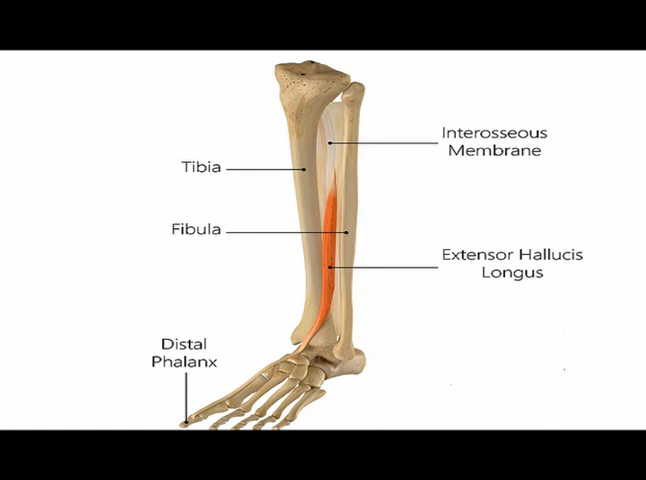 Interosseous
Membrane
Tibia
Fibula
Extensor Hallucis
Longus
Distal
Phalanx